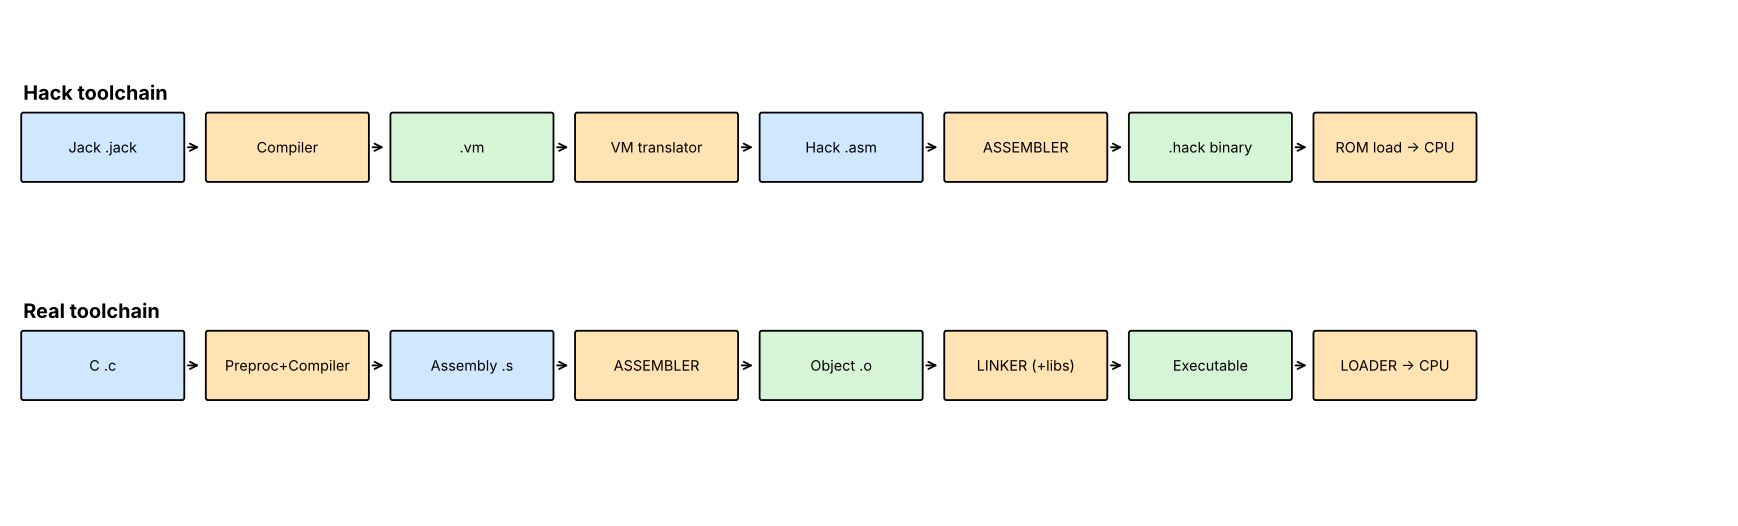 Hack toolchain
Jack .jack
Compiler
.vm
VM translator
Hack .asm
ASSEMBLER
.hack binary
ROM load → CPU
Real toolchain
C .c
Preproc+Compiler
Assembly .s
ASSEMBLER
Object .o
LINKER (+libs)
Executable
LOADER → CPU